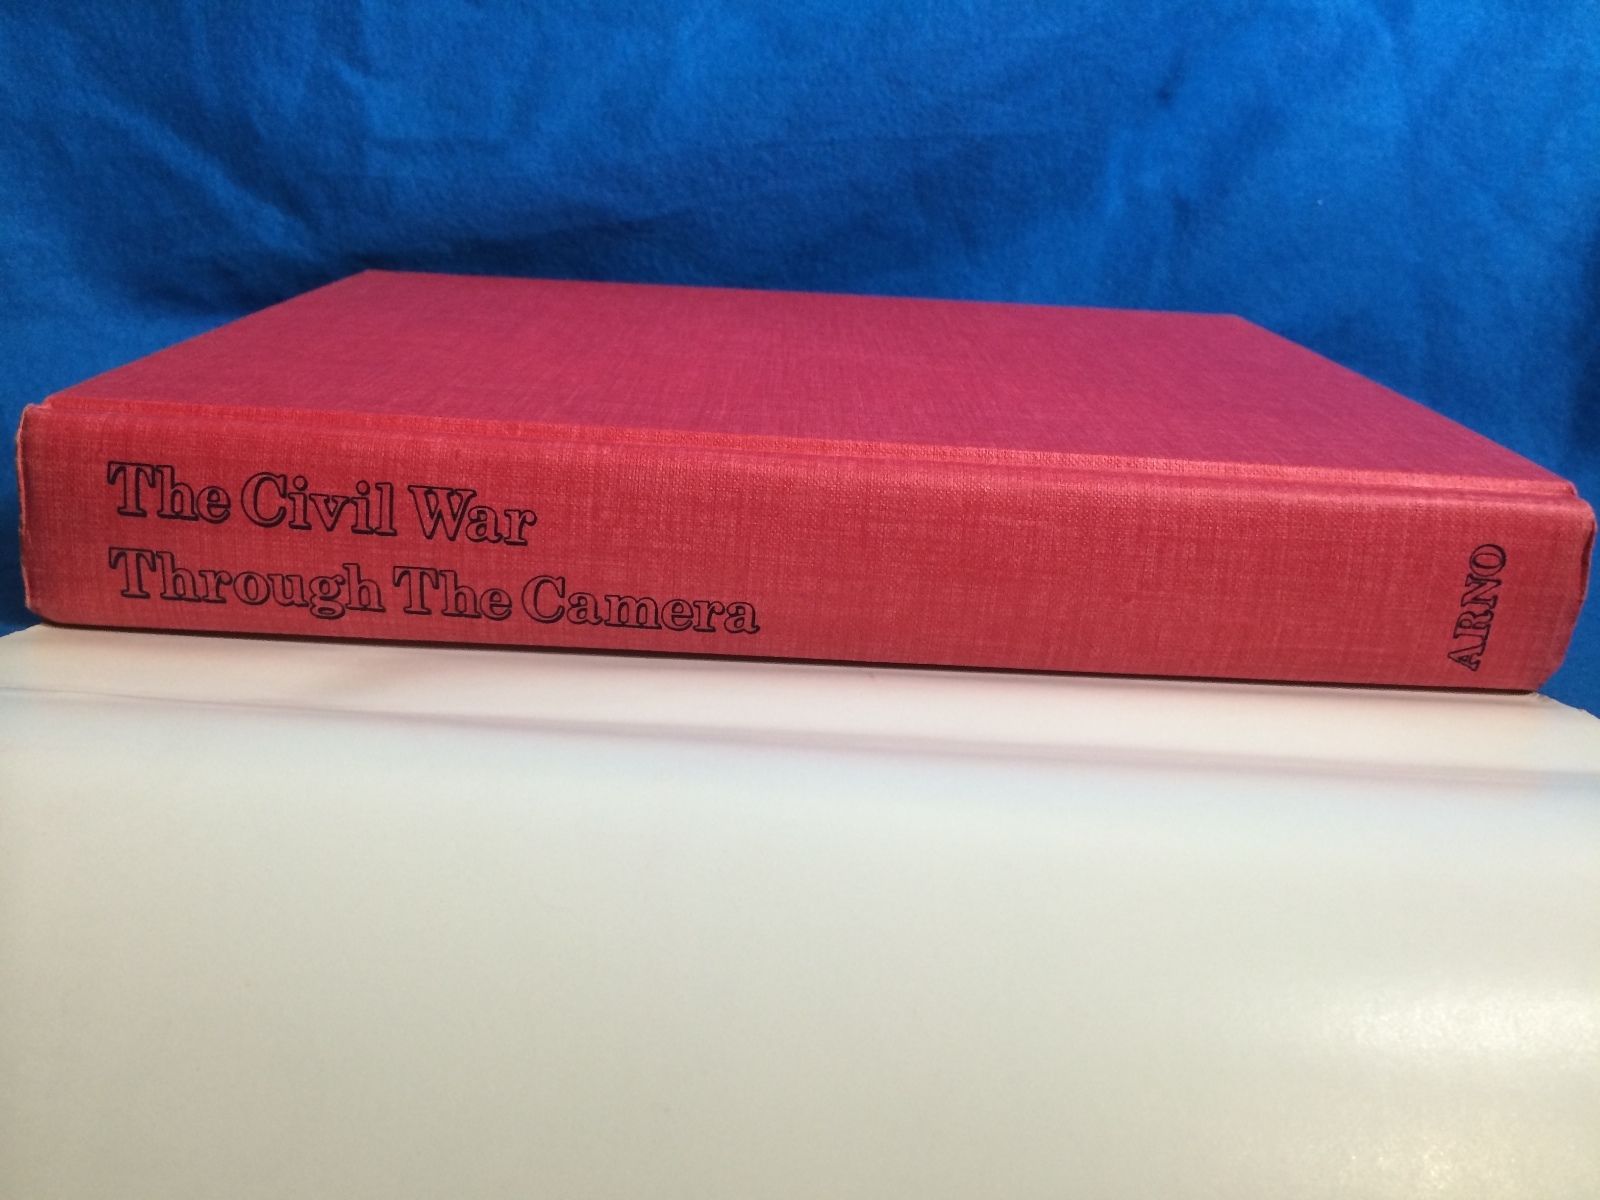 The Civil War
Through The Camera
ARNO